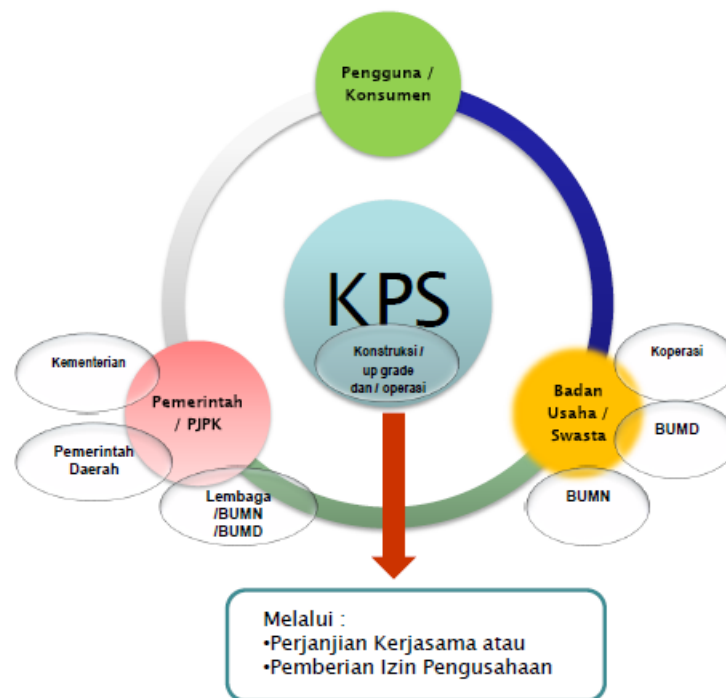 Pengguna /
Konsumen
KPS
Konstruksi /
up grade
dan / operasi
Kementerian
Pemerintah
/ PJPK
Pemerintah
Daerah
Lembaga
/BUMN
/BUMD
Koperasi
Badan
Usaha /
Swasta
BUMD
BUMN
Melalui :
•Perjanjian Kerjasama atau
•Pemberian Izin Pengusahaan